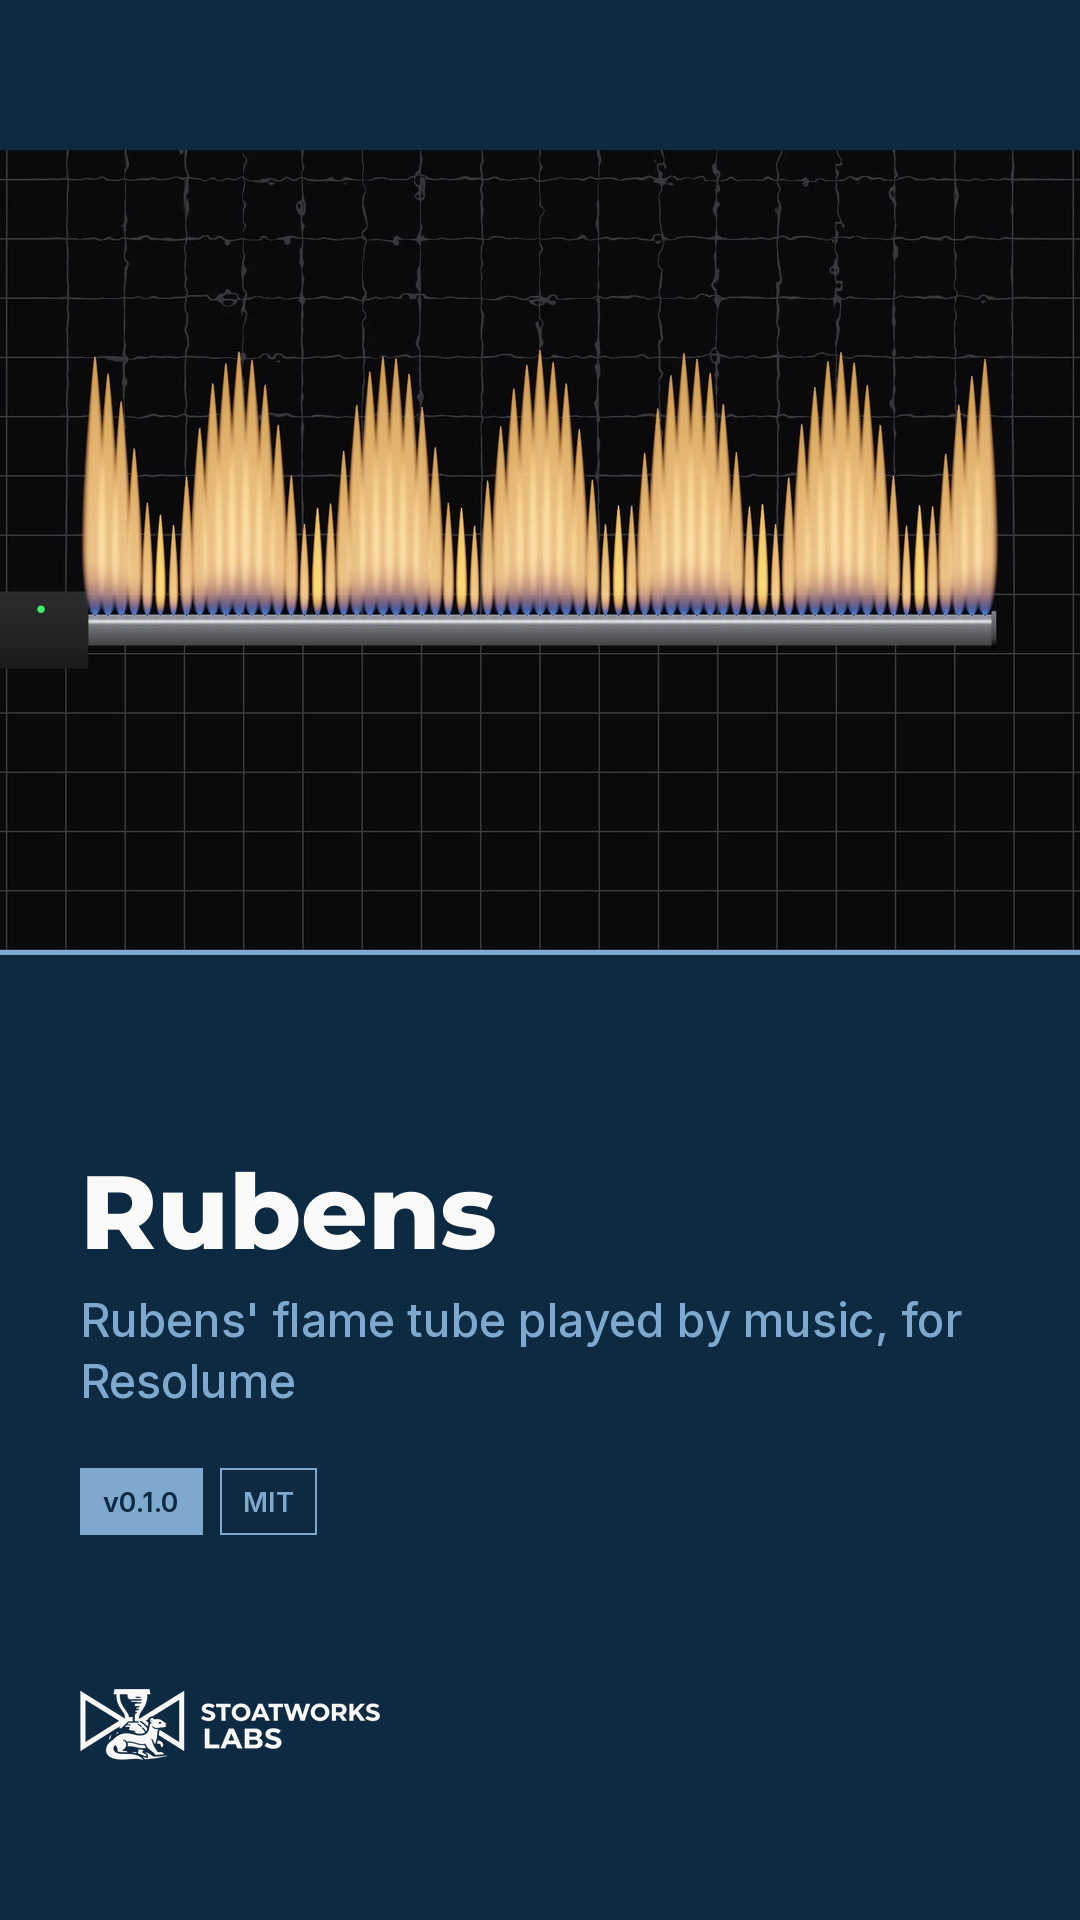 Rubens
Rubens' flame tube played by music, for
Resolume
v0.1.0
MIT
STOATWORKS
LABS